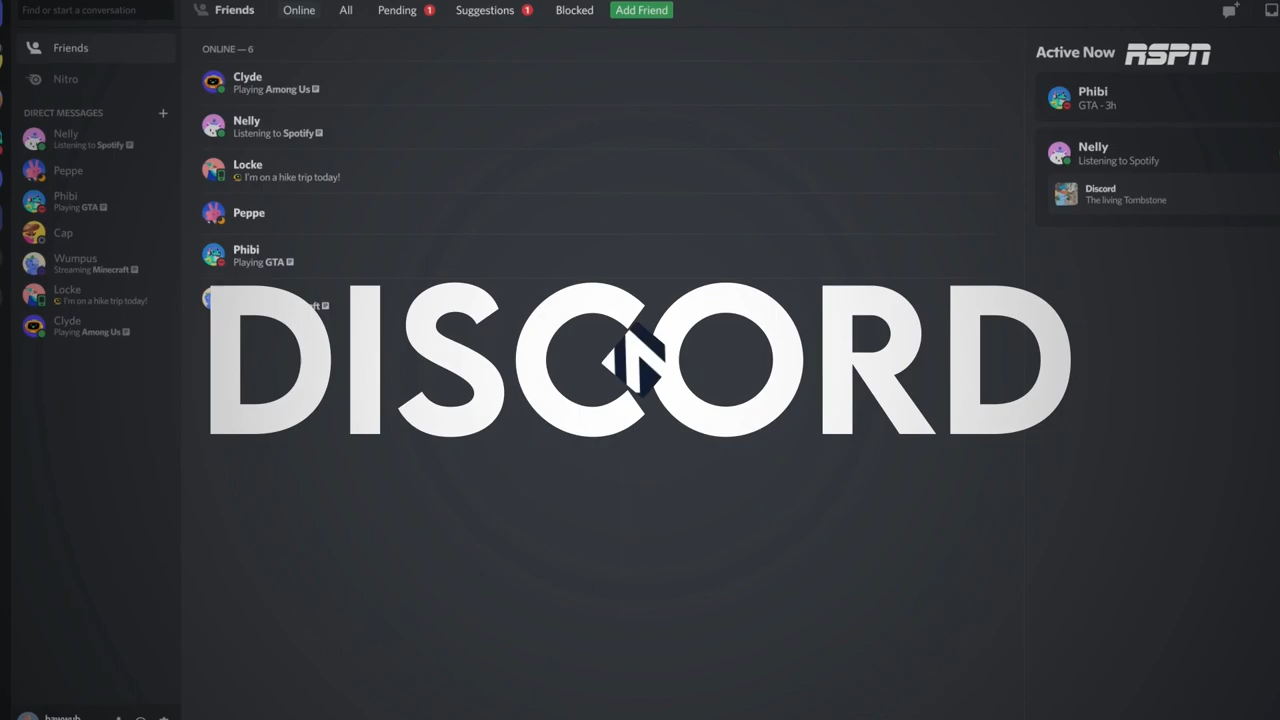 Find or start a conversation
Friends
Online
All
Pending 1
Suggestions 1
Blocked
Add Friend
Friends
Nitro
DIRECT MESSAGES +
Nelly
Listening to Spotify
Peppe
Phibi
Playing GTA
Cap
Wumpus
Streaming Minecraft
Locke
I'm on a hike trip today!
Clyde
Playing Among Us
ONLINE — 6
Clyde
Playing Among Us
Nelly
Listening to Spotify
Locke
I'm on a hike trip today!
Peppe
Phibi
Playing GTA
Active Now
RSPN
Phibi
GTA - 3h
Nelly
Listening to Spotify
Discord
The living Tombstone
DISCORD